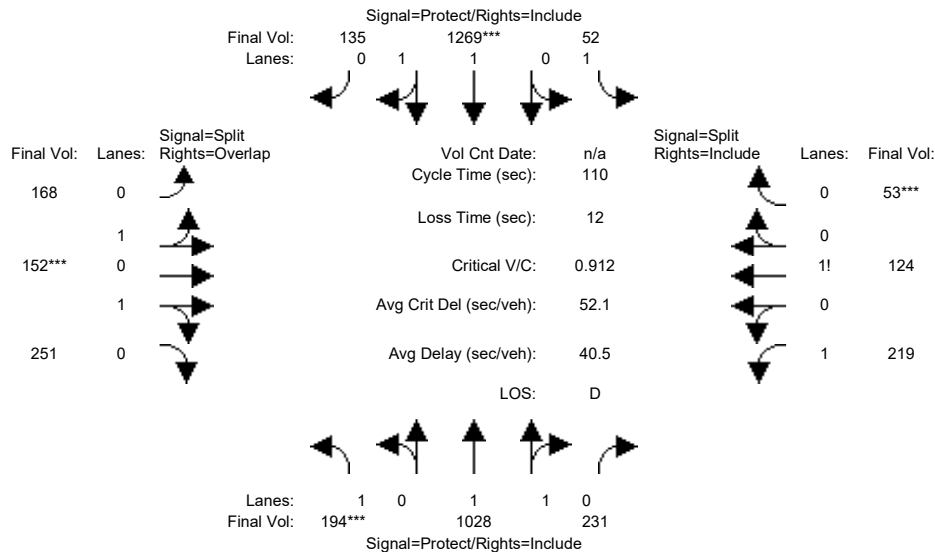 Signal=Protect/Rights=Include
Final Vol: 135 1269*** 52
Lanes: 0 1 1 0 1
Signal=Split
Final Vol: Lanes: Rights=Overlap
Vol Cnt Date: n/a
Signal=Split
Rights=Include Lanes: Final Vol:
Cycle Time (sec): 110
168 0
0 53***
Loss Time (sec): 12
1
0
152*** 0
Critical V/C: 0.912
1! 124
1
Avg Crit Del (sec/veh): 52.1
0
251 0
Avg Delay (sec/veh): 40.5
1 219
LOS: D
Lanes: 1 0 1 1 0
Final Vol: 194*** 1028 231
Signal=Protect/Rights=Include